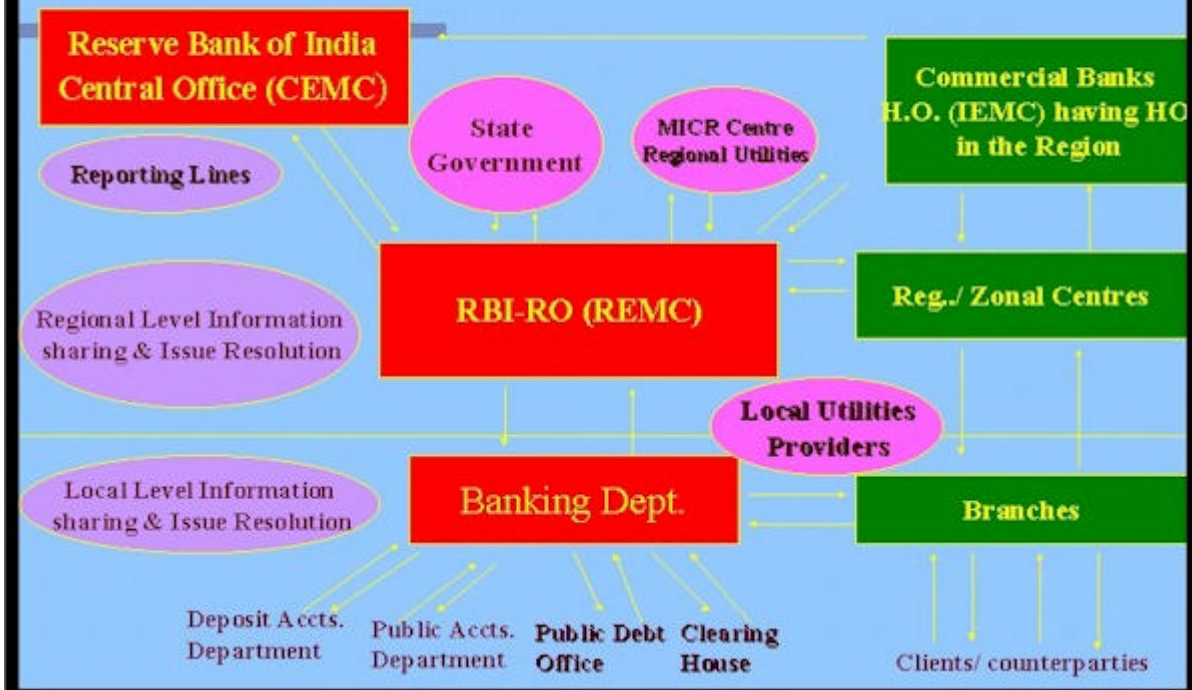 Reserve Bank of India
Central Office (CEMC)
State
Government
MICR Centre
Regional Utilities
Commercial Banks
H.O. (IEMC) having HO
in the Region
Reporting Lines
RBI-RO (REMC)
Reg../ Zonal Centres
Regional Level Information
sharing & Issue Resolution
Local Utilities
Providers
Local Level Information
sharing & Issue Resolution
Banking Dept.
Branches
Deposit Accts.
Department
Public Accts.
Department
Public Debt
Office
Clearing
House
Clients/ counterparties